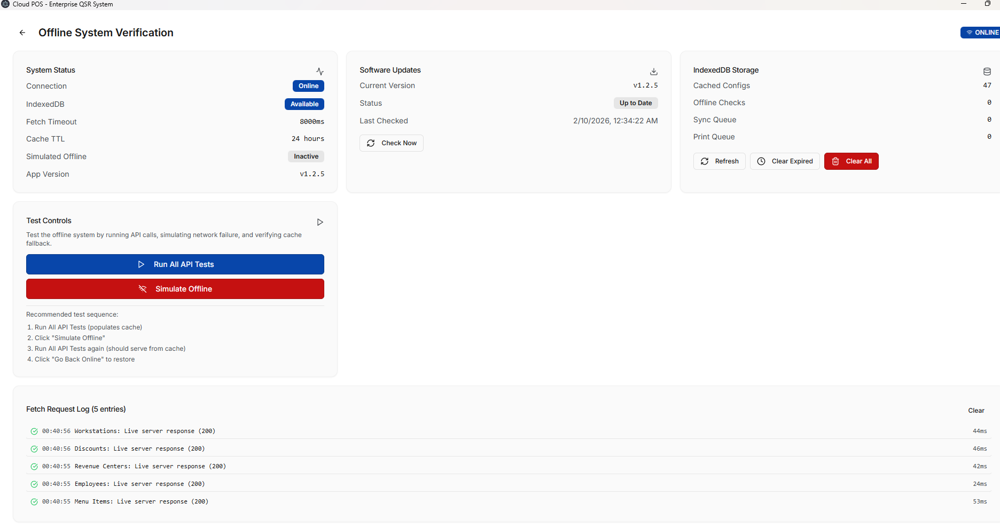 Cloud POS - Enterprise QSR System
Offline System Verification
ONLINE
System Status
Connection Online
IndexedDB Available
Fetch Timeout 8000ms
Cache TTL 24 hours
Simulated Offline Inactive
App Version v1.2.5
Software Updates
Current Version v1.2.5
Status Up to Date
Last Checked 2/10/2026, 12:34:22 AM
Check Now
IndexedDB Storage
Cached Configs 47
Offline Checks 0
Sync Queue 0
Print Queue 0
Refresh Clear Expired Clear All
Test Controls
Test the offline system by running API calls, simulating network failure, and verifying cache
fallback.
Run All API Tests
Simulate Offline
Recommended test sequence:
1. Run All API Tests (populates cache)
2. Click "Simulate Offline"
3. Run All API Tests again (should serve from cache)
4. Click "Go Back Online" to restore
Fetch Request Log (5 entries)
Clear
00:40:56 Workstations: Live server response (200) 44ms
00:40:56 Discounts: Live server response (200) 46ms
00:40:55 Revenue Centers: Live server response (200) 42ms
00:40:55 Employees: Live server response (200) 24ms
00:40:55 Menu Items: Live server response (200) 53ms